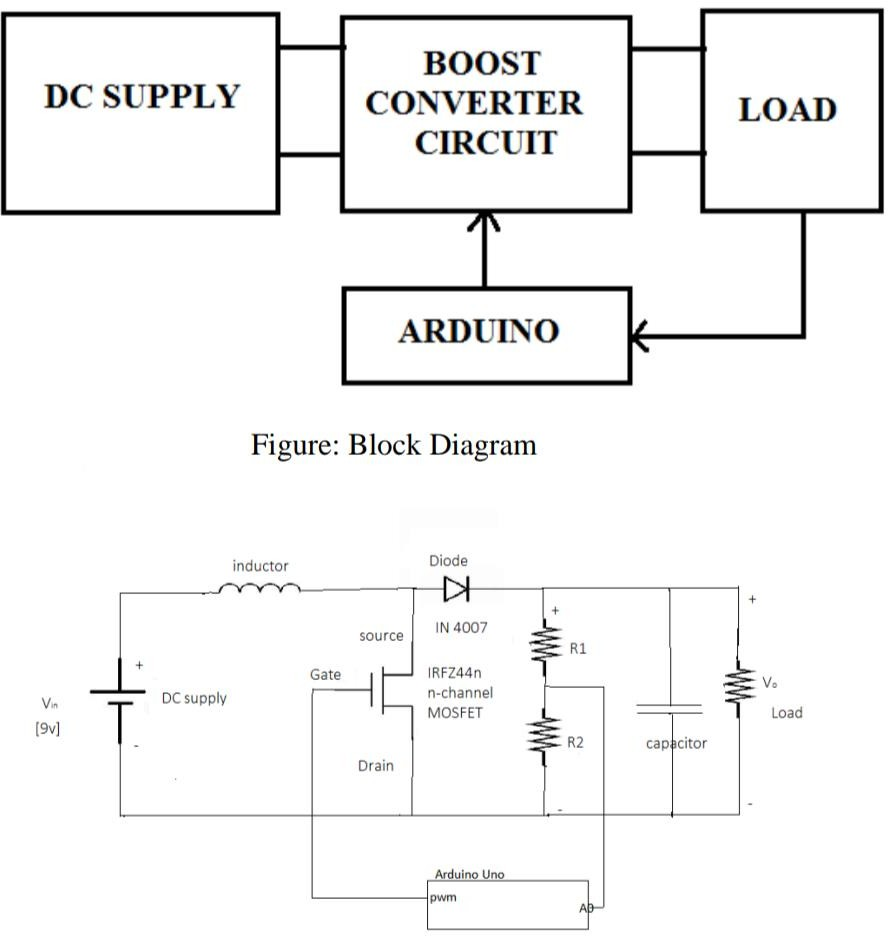 DC SUPPLY
BOOST
CONVERTER
CIRCUIT
LOAD
ARDUINO
Figure: Block Diagram
inductor
Diode
IN 4007
source
Gate
IRFZ44n
n-channel
MOSFET
Drain
+
DC supply
Vin
[9v]
-
+
R1
R2
-
capacitor
+
Vo
Load
-
Arduino Uno
pwm
A0